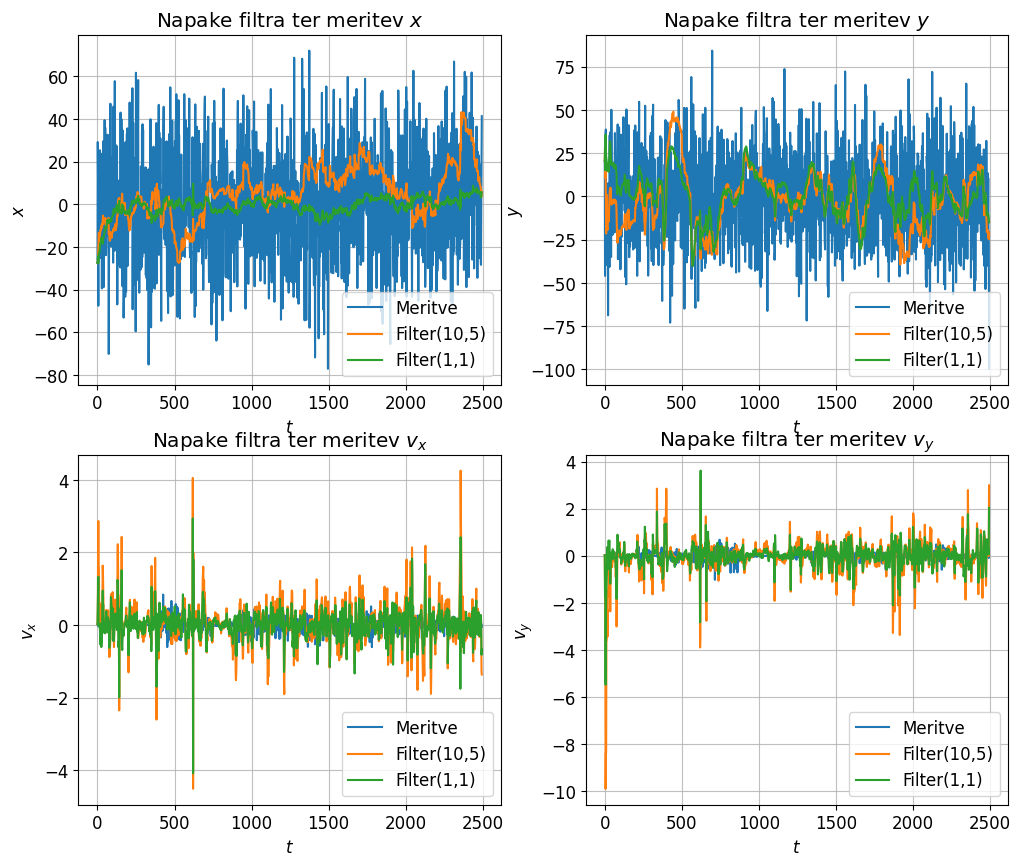 Napake filtra ter meritev x
x
60
40
20
0
−20
−40
−60
−80
0
500
1000
1500
2000
2500
t
Meritve
Filter(10,5)
Filter(1,1)
Napake filtra ter meritev y
y
75
50
25
0
−25
−50
−75
−100
0
500
1000
1500
2000
2500
t
Meritve
Filter(10,5)
Filter(1,1)
Napake filtra ter meritev v_x
v_x
4
2
0
−2
−4
0
500
1000
1500
2000
2500
t
Meritve
Filter(10,5)
Filter(1,1)
Napake filtra ter meritev v_y
v_y
4
2
0
−2
−4
−6
−8
−10
0
500
1000
1500
2000
2500
t
Meritve
Filter(10,5)
Filter(1,1)